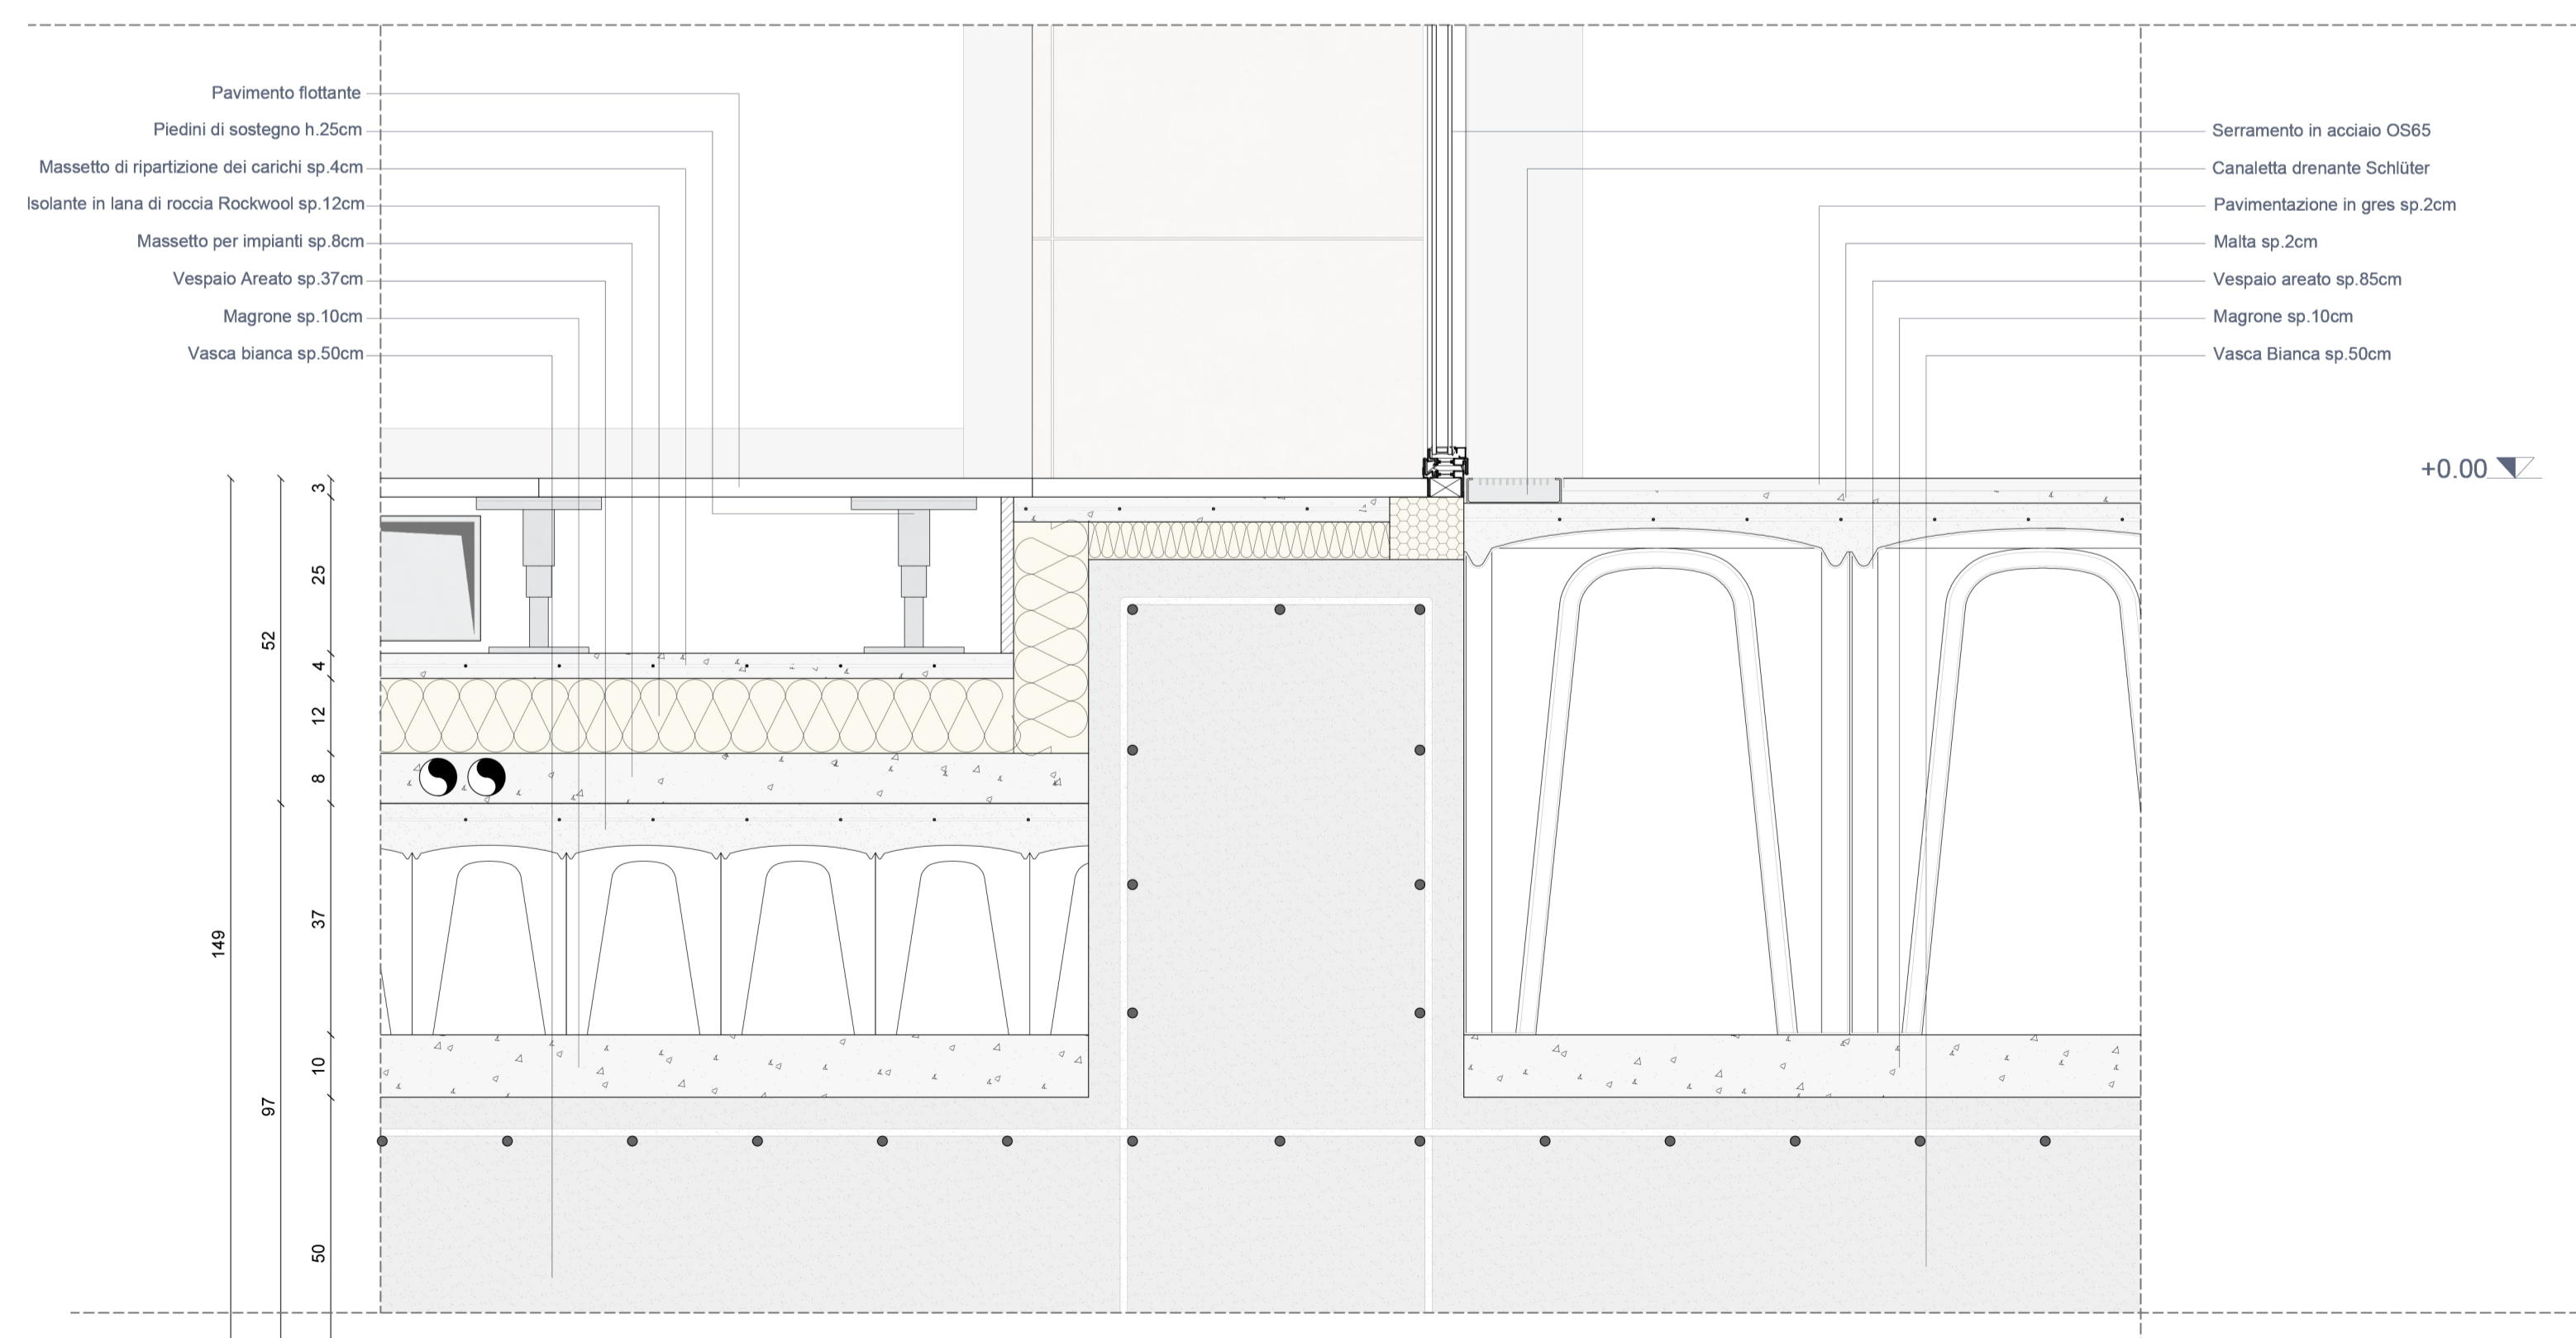 Pavimento flottante
Piedini di sostegno h.25cm
Massetto di ripartizione dei carichi sp.4cm
Isolante in lana di roccia Rockwool sp.12cm
Massetto per impianti sp.8cm
Vespaio Areato sp.37cm
Magrone sp.10cm
Vasca bianca sp.50cm
Serramento in acciaio OS65
Canaletta drenante Schlüter
Pavimentazione in gres sp.2cm
Malta sp.2cm
Vespaio areato sp.85cm
Magrone sp.10cm
Vasca Bianca sp.50cm
+0.00
3
25
4
12
8
37
10
50
52
97
149